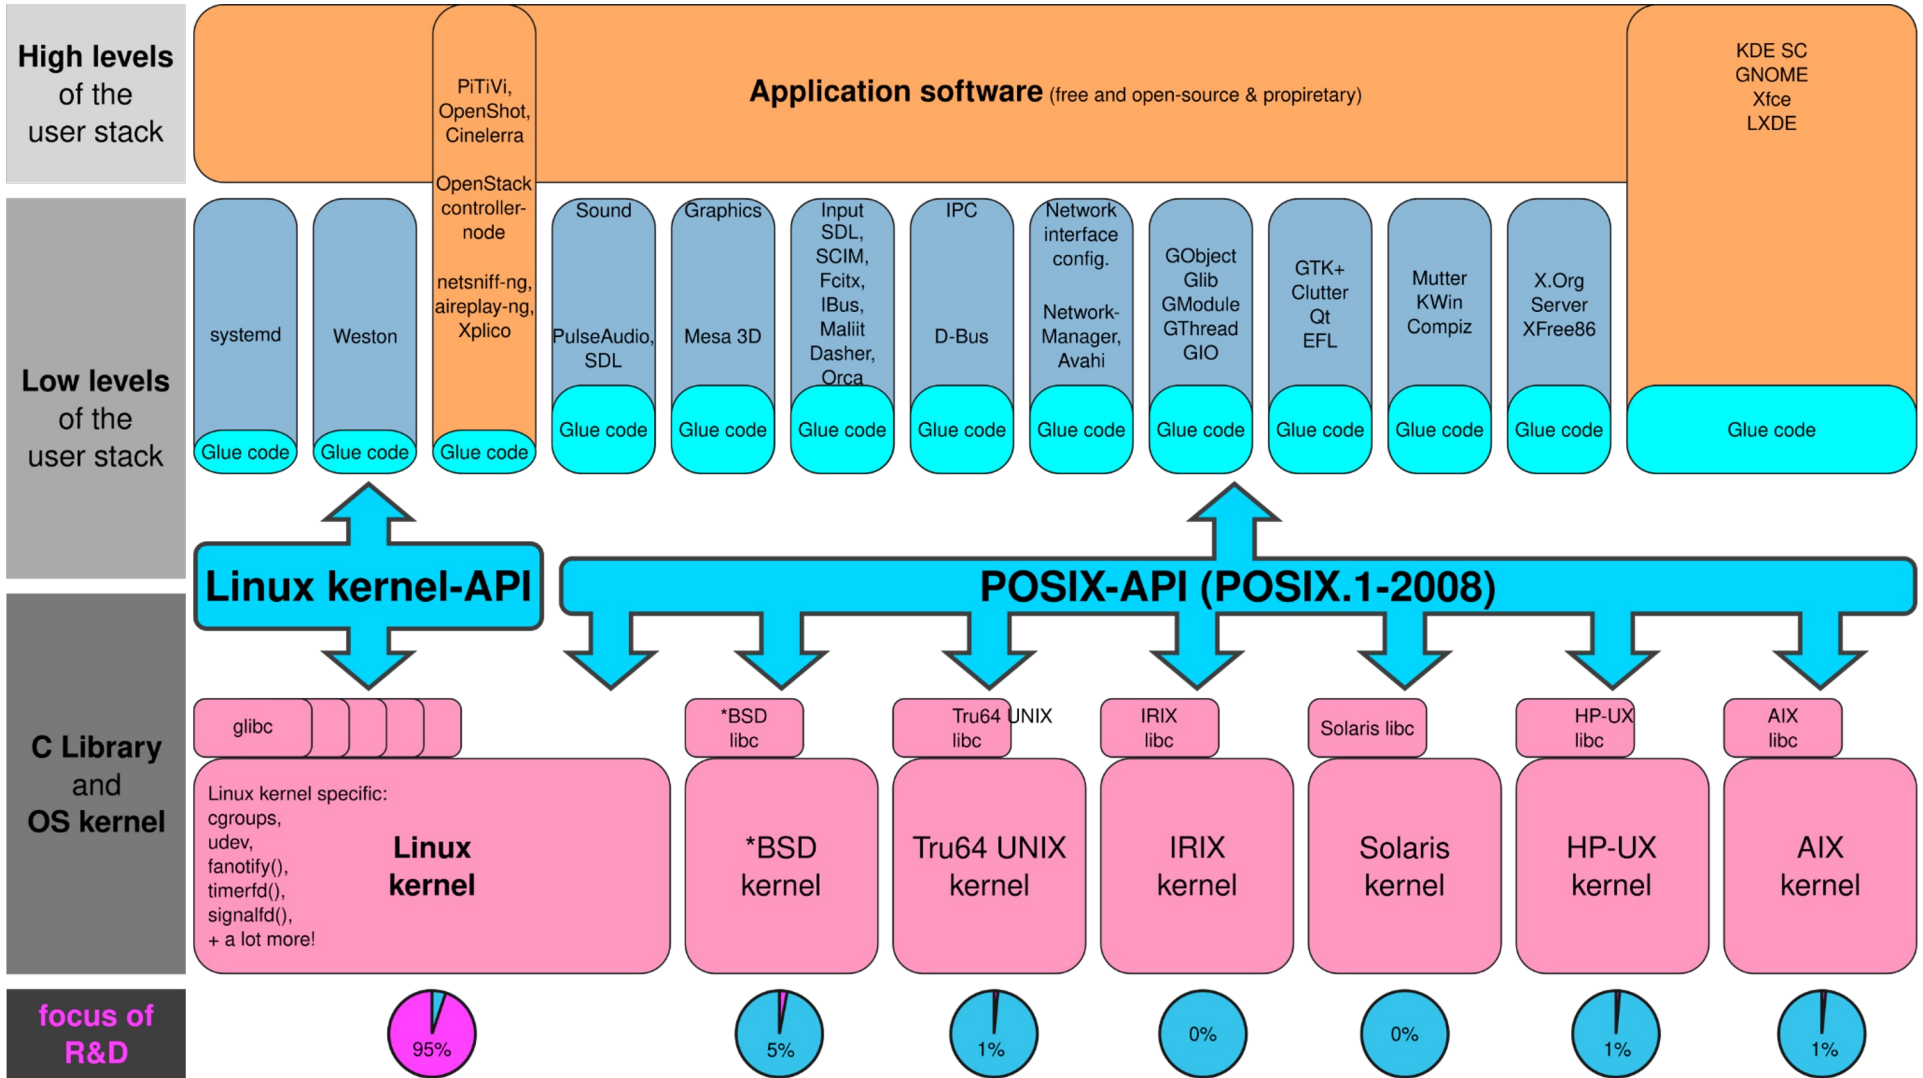 High levels
of the
user stack
PiTiVi,
OpenShot,
Cinelerra
OpenStack
controller-
node
netsniff-ng,
aireplay-ng,
Xplico
Glue code
Application software (free and open-source & propiretary)
KDE SC
GNOME
Xfce
LXDE
Glue code
Low levels
of the
user stack
systemd
Glue code
Weston
Glue code
Sound
PulseAudio,
SDL
Glue code
Graphics
Mesa 3D
Glue code
Input
SDL,
SCIM,
Fcitx,
IBus,
Maliit
Dasher,
Orca
Glue code
IPC
D-Bus
Glue code
Network
interface
config.
Network-
Manager,
Avahi
Glue code
GObject
Glib
GModule
GThread
GIO
Glue code
GTK+
Clutter
Qt
EFL
Glue code
Mutter
KWin
Compiz
Glue code
X.Org
Server
XFree86
Glue code
Linux kernel-API
POSIX-API (POSIX.1-2008)
C Library
and
OS kernel
glibc
Linux kernel specific:
cgroups,
udev,
fanotify(),
timerfd(),
signalfd(),
+ a lot more!
Linux
kernel
*BSD
libc
*BSD
kernel
Tru64 UNIX
libc
Tru64 UNIX
kernel
IRIX
libc
IRIX
kernel
Solaris libc
Solaris
kernel
HP-UX
libc
HP-UX
kernel
AIX
libc
AIX
kernel
focus of
R&D
95%
5%
1%
0%
0%
1%
1%